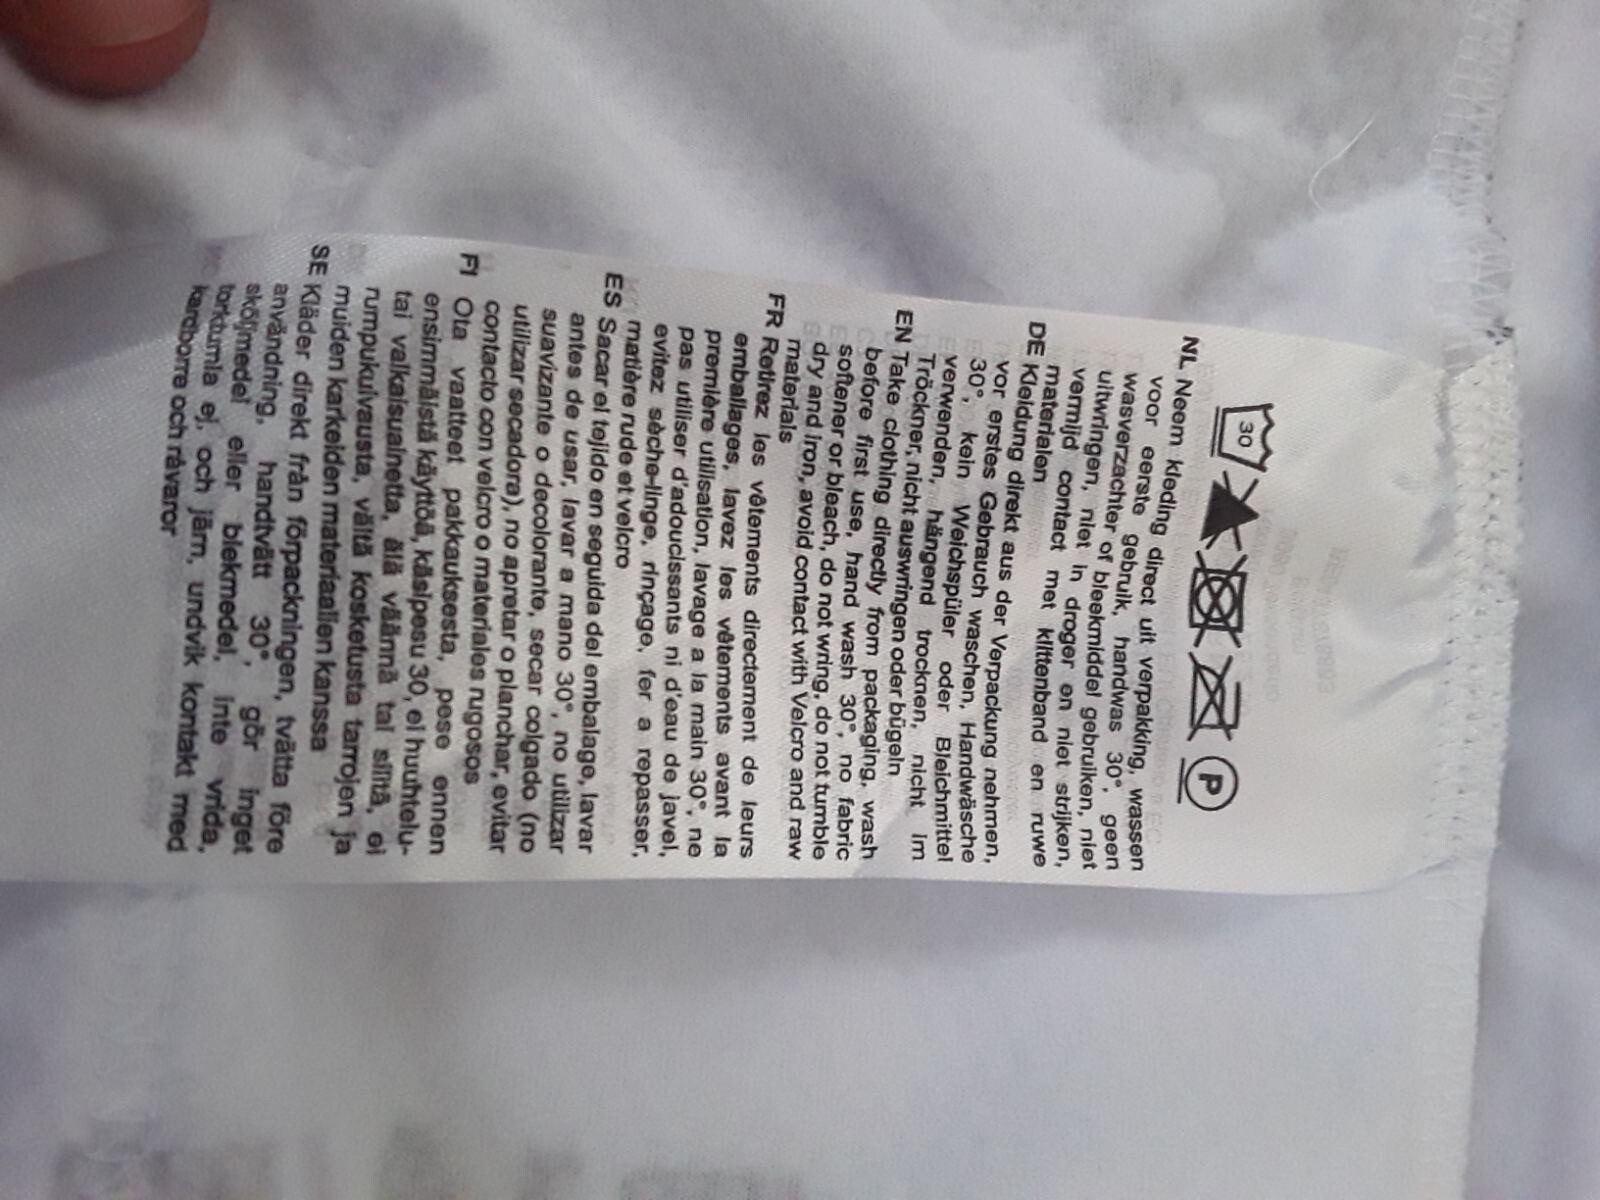 30
P
NL Neem kleding direct uit verpakking, wassen
voor eerste gebruik, handwas 30°, geen
wasverzachter of bleekmiddel gebruiken, niet
uitwringen, niet in droger en niet strijken,
vermijd contact met klittenband en ruwe
materialen
DE Kleidung direkt aus der Verpackung nehmen,
vor erstes Gebrauch waschen, Handwäsche
30°, kein Weichspüler oder Bleichmittel
verwenden, hängend trocknen, nicht im
Tröckner, nicht auswringen oder bügeln
EN Take clothing directly from packaging, wash
before first use, hand wash 30°, no fabric
softener or bleach, do not wring, do not tumble
dry and iron, avoid contact with Velcro and raw
materials
FR Retirez les vêtements directement de leurs
emballages, lavez les vêtements avant la
première utilisation, lavage a la main 30°, ne
pas utiliser d'adoucissants ni d'eau de javel,
evitez sèche-linge, rinçage, fer a repasser,
matière rude et velcro
ES Sacar el tejido en seguida del embalage, lavar
antes de usar, lavar a mano 30°, no utilizar
suavizante o decolorante, secar colgado (no
utilizar secadora), no apretar o planchar, evitar
contacto con velcro o materiales rugosos
FI Ota vaatteet pakkauksesta, pese ennen
ensimmäistä käyttöä, käsipesu 30, ei huuhtelu-
tai valkaisuainetta, älä väännä tai siitä, ei
rumpukuivausta, vältä kosketusta tarrojen ja
muiden karkeiden materiaalien kanssa
SE Kläder direkt från förpackningen, tvätta före
användning, handtvätt 30°, gör inget
sköljmedel eller blekmedel, inte vrida,
torktumla ej, och järn, undvik kontakt med
kardborre och råvaror